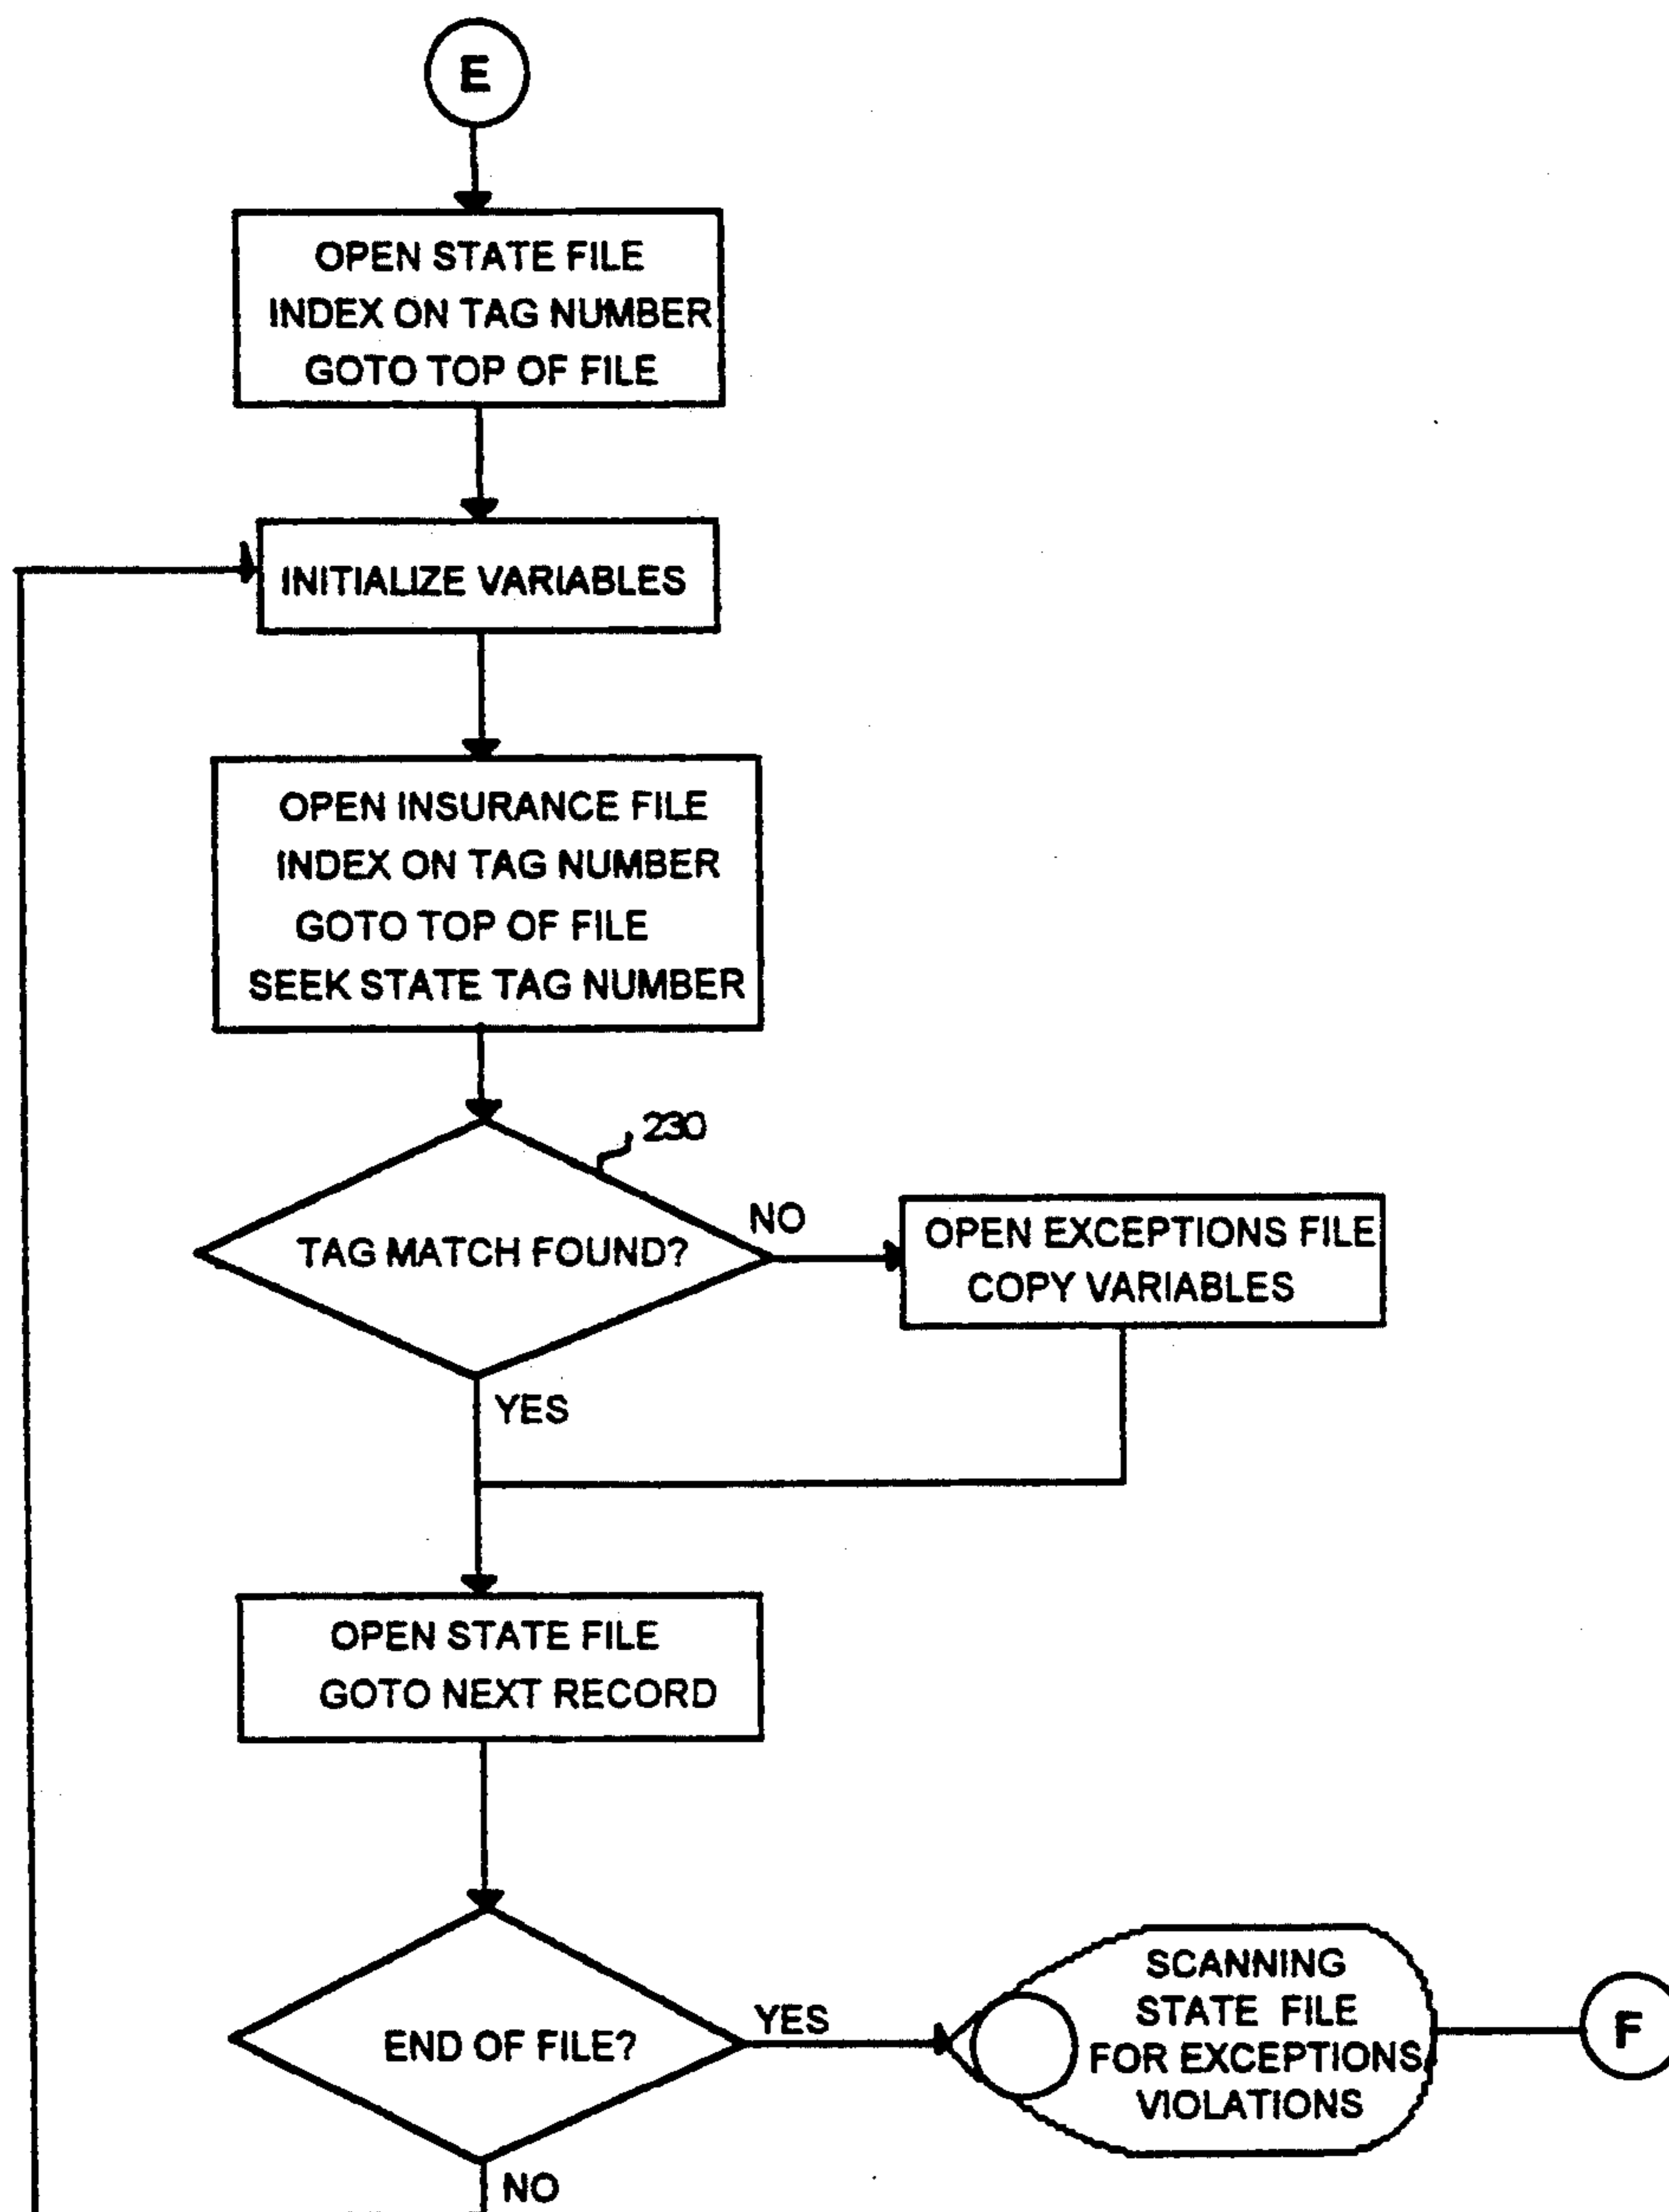 E
OPEN STATE FILE
INDEX ON TAG NUMBER
GOTO TOP OF FILE
INITIALIZE VARIABLES
OPEN INSURANCE FILE
INDEX ON TAG NUMBER
GOTO TOP OF FILE
SEEK STATE TAG NUMBER
230
TAG MATCH FOUND?
NO
OPEN EXCEPTIONS FILE
COPY VARIABLES
YES
OPEN STATE FILE
GOTO NEXT RECORD
END OF FILE?
YES
SCANNING
STATE FILE
FOR EXCEPTIONS
VIOLATIONS
F
NO